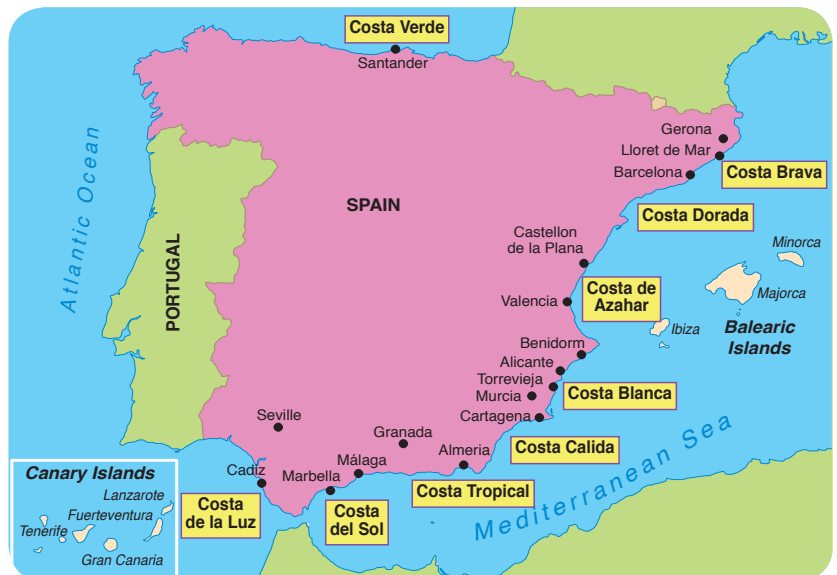 Costa Verde
Santander
Atlantic Ocean
Gerona
Lloret de Mar
Barcelona
Costa Brava
SPAIN
Costa Dorada
PORTUGAL
Castellon
de la Plana
Minorca
Majorca
Valencia
Costa de
Azahar
Ibiza
Balearic
Islands
Benidorm
Alicante
Torrevieja
Murcia
Costa Blanca
Cartagena
Seville
Granada
Costa Calida
Almeria
Mediterranean Sea
Cadiz
Marbella
Málaga
Costa Tropical
Costa
de la Luz
Costa
del Sol
Canary Islands
Lanzarote
Fuerteventura
Tenerife
Gran Canaria